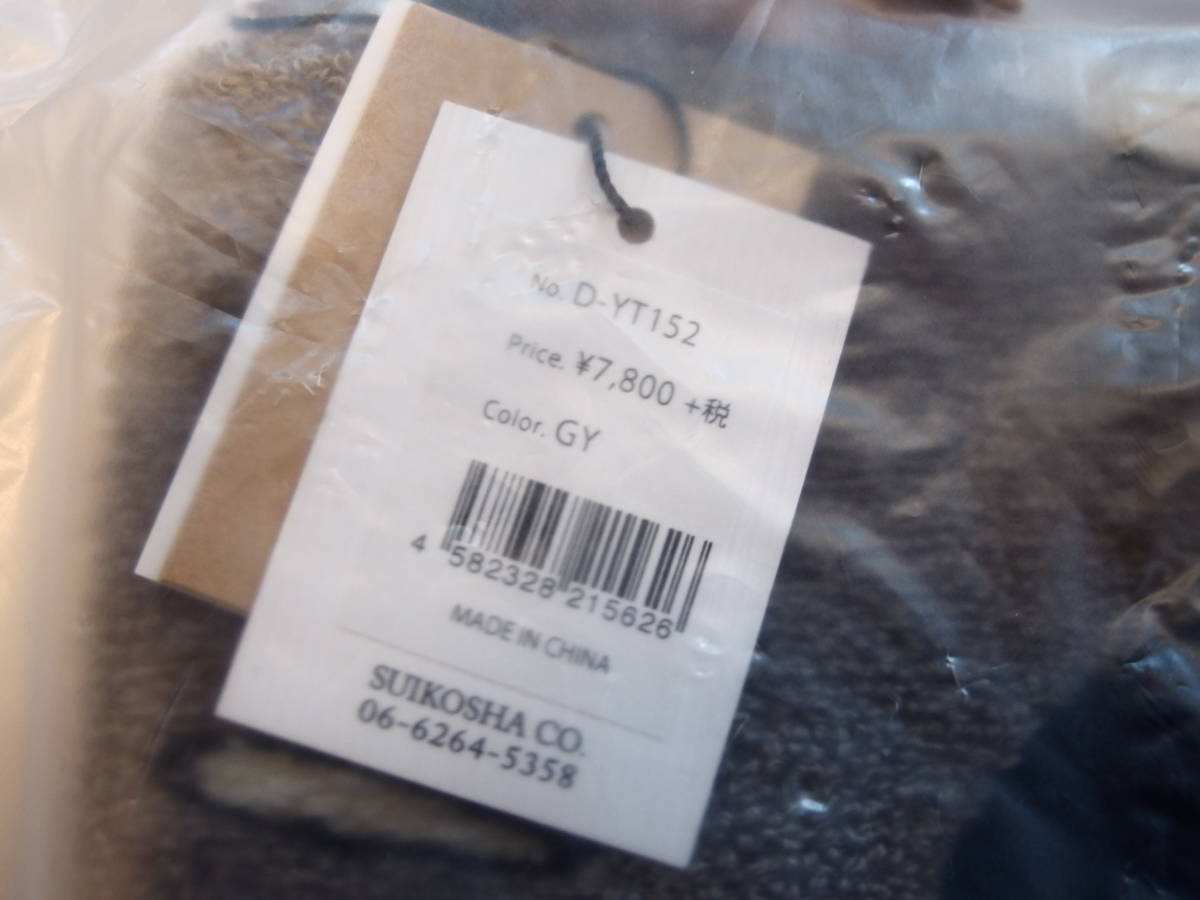 No. D-YT152
Price. ¥7,800 +税
Color. GY
4 582328 215626
MADE IN CHINA
SUIKOSHA CO.
06-6264-5358